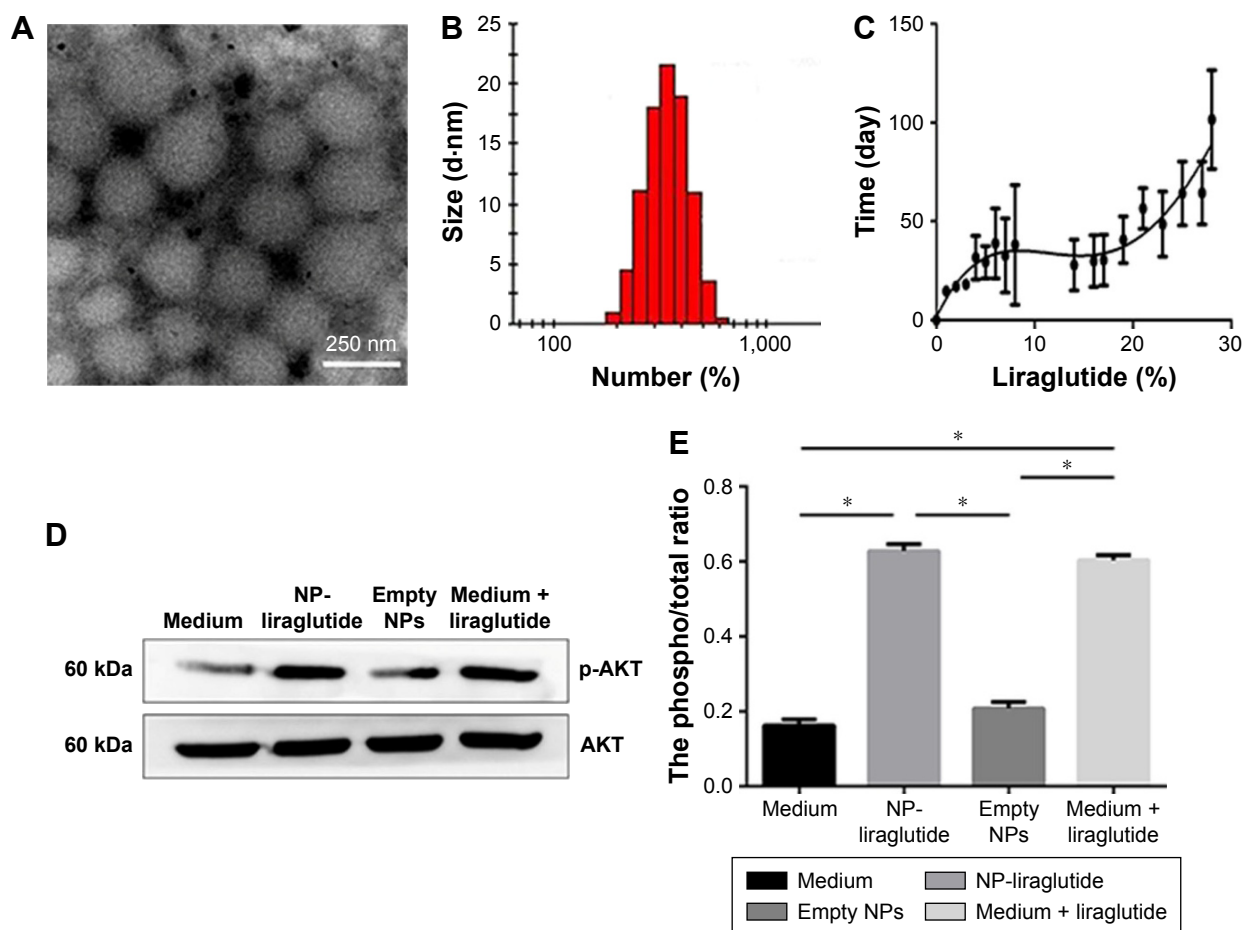 A
250 nm
B
25
20
15
10
5
0
Size (d·nm)
100
1,000
Number (%)
C
150
100
50
0
Time (day)
0
10
20
30
Liraglutide (%)
D
Medium
NP-
liraglutide
Empty
NPs
Medium +
liraglutide
60 kDa
p-AKT
60 kDa
AKT
E
*
*
*
*
0.8
0.6
0.4
0.2
0.0
The phospho/total ratio
Medium
NP-
liraglutide
Empty
NPs
Medium +
liraglutide
Medium
NP-liraglutide
Empty NPs
Medium + liraglutide